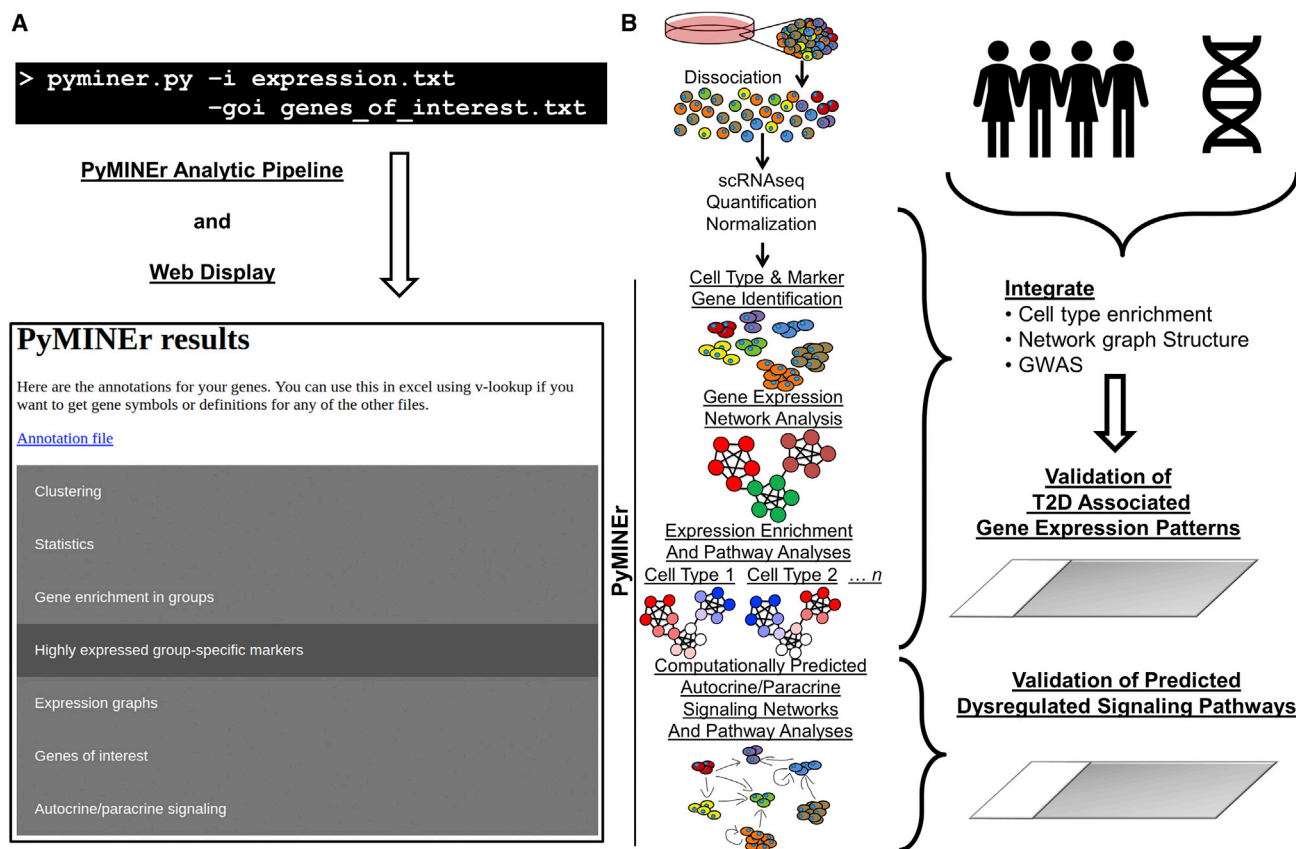 A
> pyminer.py –i expression.txt
–goi genes_of_interest.txt
PyMINEr Analytic Pipeline
and
Web Display
PyMINEr results
Here are the annotations for your genes. You can use this in excel using v-lookup if you
want to get gene symbols or definitions for any of the other files.
Annotation file
Clustering
Statistics
Gene enrichment in groups
Highly expressed group-specific markers
Expression graphs
Genes of interest
Autocrine/paracrine signaling
B
Dissociation
scRNAseq
Quantification
Normalization
PyMINEr
Cell Type & Marker
Gene Identification
Gene Expression
Network Analysis
Expression Enrichment
And Pathway Analyses
Cell Type 1 Cell Type 2 ... n
Computationally Predicted
Autocrine/Paracrine
Signaling Networks
And Pathway Analyses
Integrate
• Cell type enrichment
• Network graph Structure
• GWAS
Validation of
T2D Associated
Gene Expression Patterns
Validation of Predicted
Dysregulated Signaling Pathways